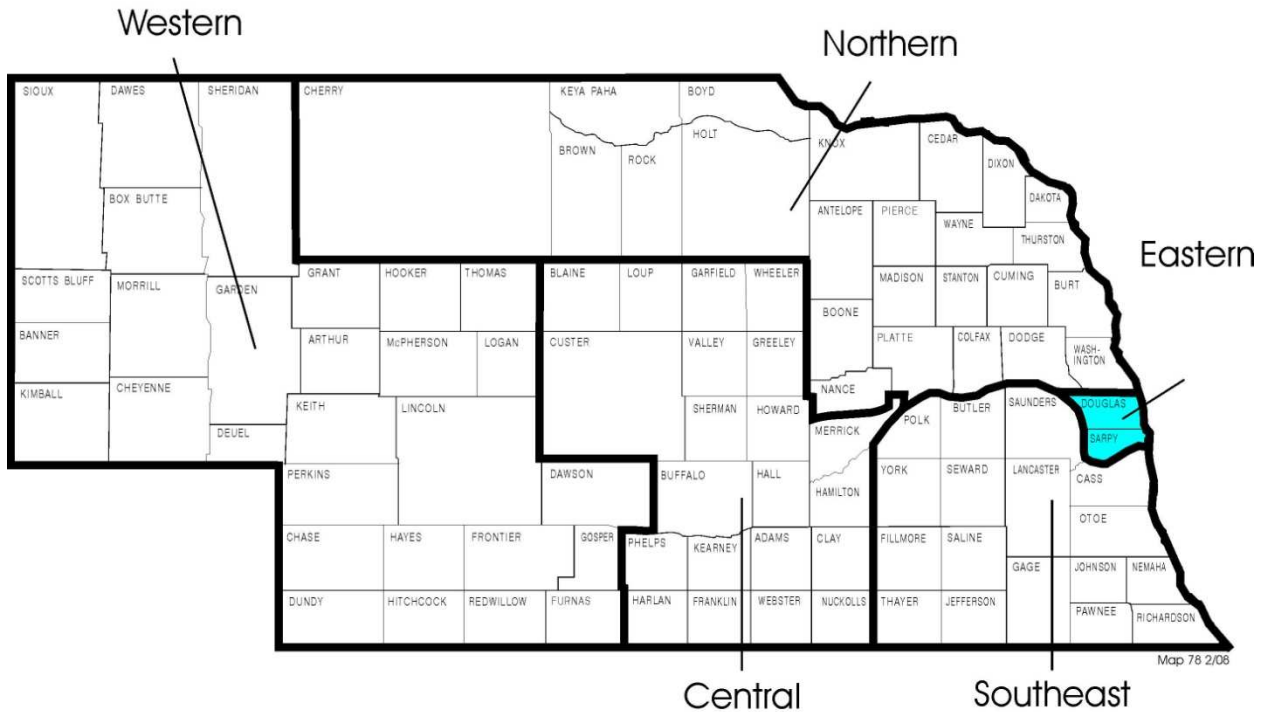 Western
Northern
SIOUX
DAWES
SHERIDAN
CHERRY
KEYA PAHA
BOYD
HOLT
BROWN
ROCK
KNOX
CEDAR
DIXON
DAKOTA
BOX BUTTE
ANTELOPE
PIERCE
WAYNE
THURSTON
Eastern
SCOTTS BLUFF
MORRILL
GARDEN
GRANT
HOOKER
THOMAS
BLAINE
LOUP
GARFIELD
WHEELER
MADISON
STANTON
CUMING
BURT
BANNER
ARTHUR
McPHERSON
LOGAN
CUSTER
VALLEY
GREELEY
BOONE
PLATTE
COLFAX
DODGE
WASH-
INGTON
KIMBALL
CHEYENNE
KEITH
LINCOLN
SHERMAN
HOWARD
NANCE
MERRICK
POLK
BUTLER
SAUNDERS
DOUGLAS
SARPY
DEUEL
PERKINS
DAWSON
BUFFALO
HALL
HAMILTON
YORK
SEWARD
LANCASTER
CASS
OTOE
CHASE
HAYES
FRONTIER
GOSPER
PHELPS
KEARNEY
ADAMS
CLAY
FILLMORE
SALINE
GAGE
JOHNSON
NEMAHA
DUNDY
HITCHCOCK
REDWILLOW
FURNAS
HARLAN
FRANKLIN
WEBSTER
NUCKOLLS
THAYER
JEFFERSON
PAWNEE
RICHARDSON
Map 78 2/08
Central
Southeast